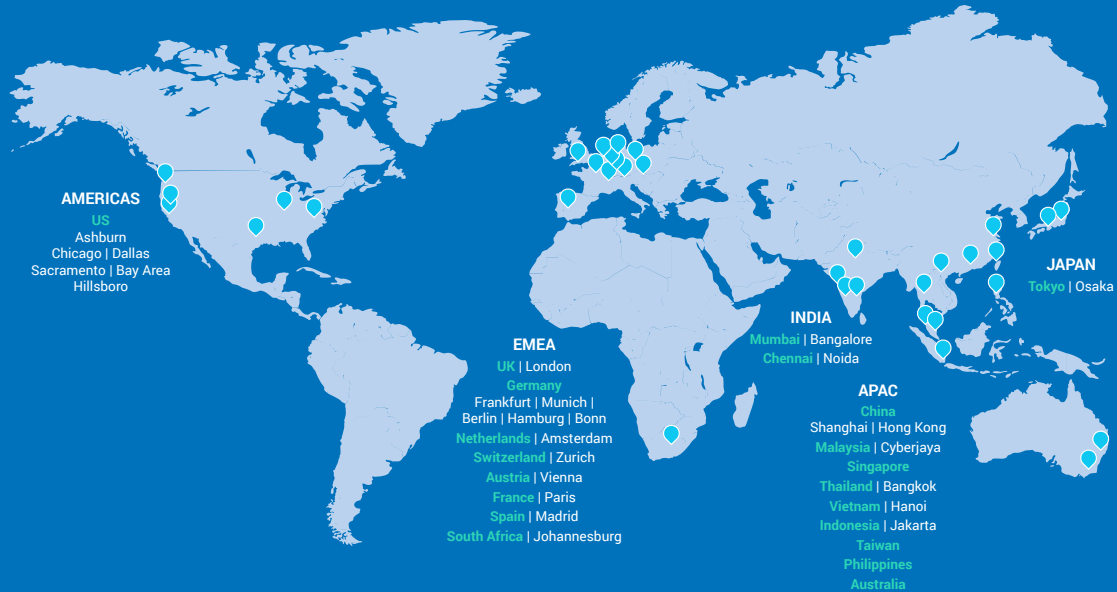 AMERICAS
US
Ashburn
Chicago | Dallas
Sacramento | Bay Area
Hillsboro
EMEA
UK | London
Germany
Frankfurt | Munich |
Berlin | Hamburg | Bonn
Netherlands | Amsterdam
Switzerland | Zurich
Austria | Vienna
France | Paris
Spain | Madrid
South Africa | Johannesburg
INDIA
Mumbai | Bangalore
Chennai | Noida
APAC
China
Shanghai | Hong Kong
Malaysia | Cyberjaya
Singapore
Thailand | Bangkok
Vietnam | Hanoi
Indonesia | Jakarta
Taiwan
Philippines
Australia
JAPAN
Tokyo | Osaka